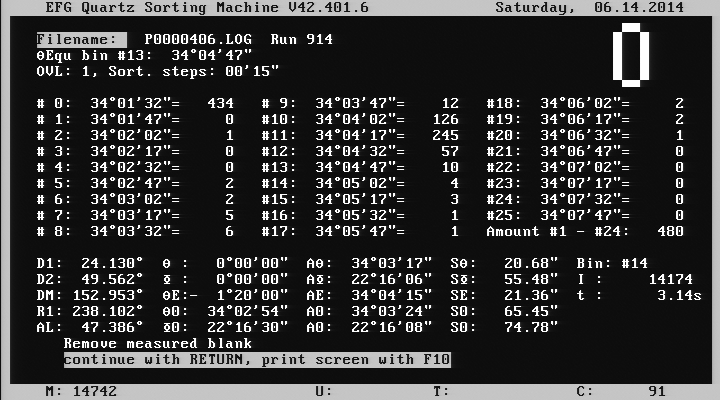 EFG Quartz Sorting Machine V42.401.6 Saturday, 06.14.2014
Filename: P0000406.LOG Run 914
0
θEqu bin #13: 34°04'47"
OVL: 1, Sort. steps: 00'15"
# 0: 34°01'32"= 434 # 9: 34°03'47"= 12 #18: 34°06'02"= 2
# 1: 34°01'47"= 0 #10: 34°04'02"= 126 #19: 34°06'17"= 2
# 2: 34°02'02"= 1 #11: 34°04'17"= 245 #20: 34°06'32"= 1
# 3: 34°02'17"= 0 #12: 34°04'32"= 57 #21: 34°06'47"= 0
# 4: 34°02'32"= 0 #13: 34°04'47"= 10 #22: 34°07'02"= 0
# 5: 34°02'47"= 2 #14: 34°05'02"= 4 #23: 34°07'17"= 0
# 6: 34°03'02"= 2 #15: 34°05'17"= 3 #24: 34°07'32"= 0
# 7: 34°03'17"= 5 #16: 34°05'32"= 1 #25: 34°07'47"= 0
# 8: 34°03'32"= 6 #17: 34°05'47"= 1 Amount #1 - #24: 480
D1: 24.130° θ : 0°00'00" Aθ: 34°03'17" Sθ: 20.68" Bin: #14
D2: 49.562° Φ : 0°00'00" AΦ: 22°16'06" SΦ: 55.48" I : 14174
DM: 152.953° θE:- 1°20'00" AE: 34°04'15" SE: 21.36" t : 3.14s
R1: 238.102° θ0: 34°02'54" A0: 34°03'24" S0: 65.45"
AL: 47.386° Φ0: 22°16'30" A0: 22°16'08" S0: 74.78"
Remove measured blank
continue with RETURN, print screen with F10
M: 14742 U: T: C: 91